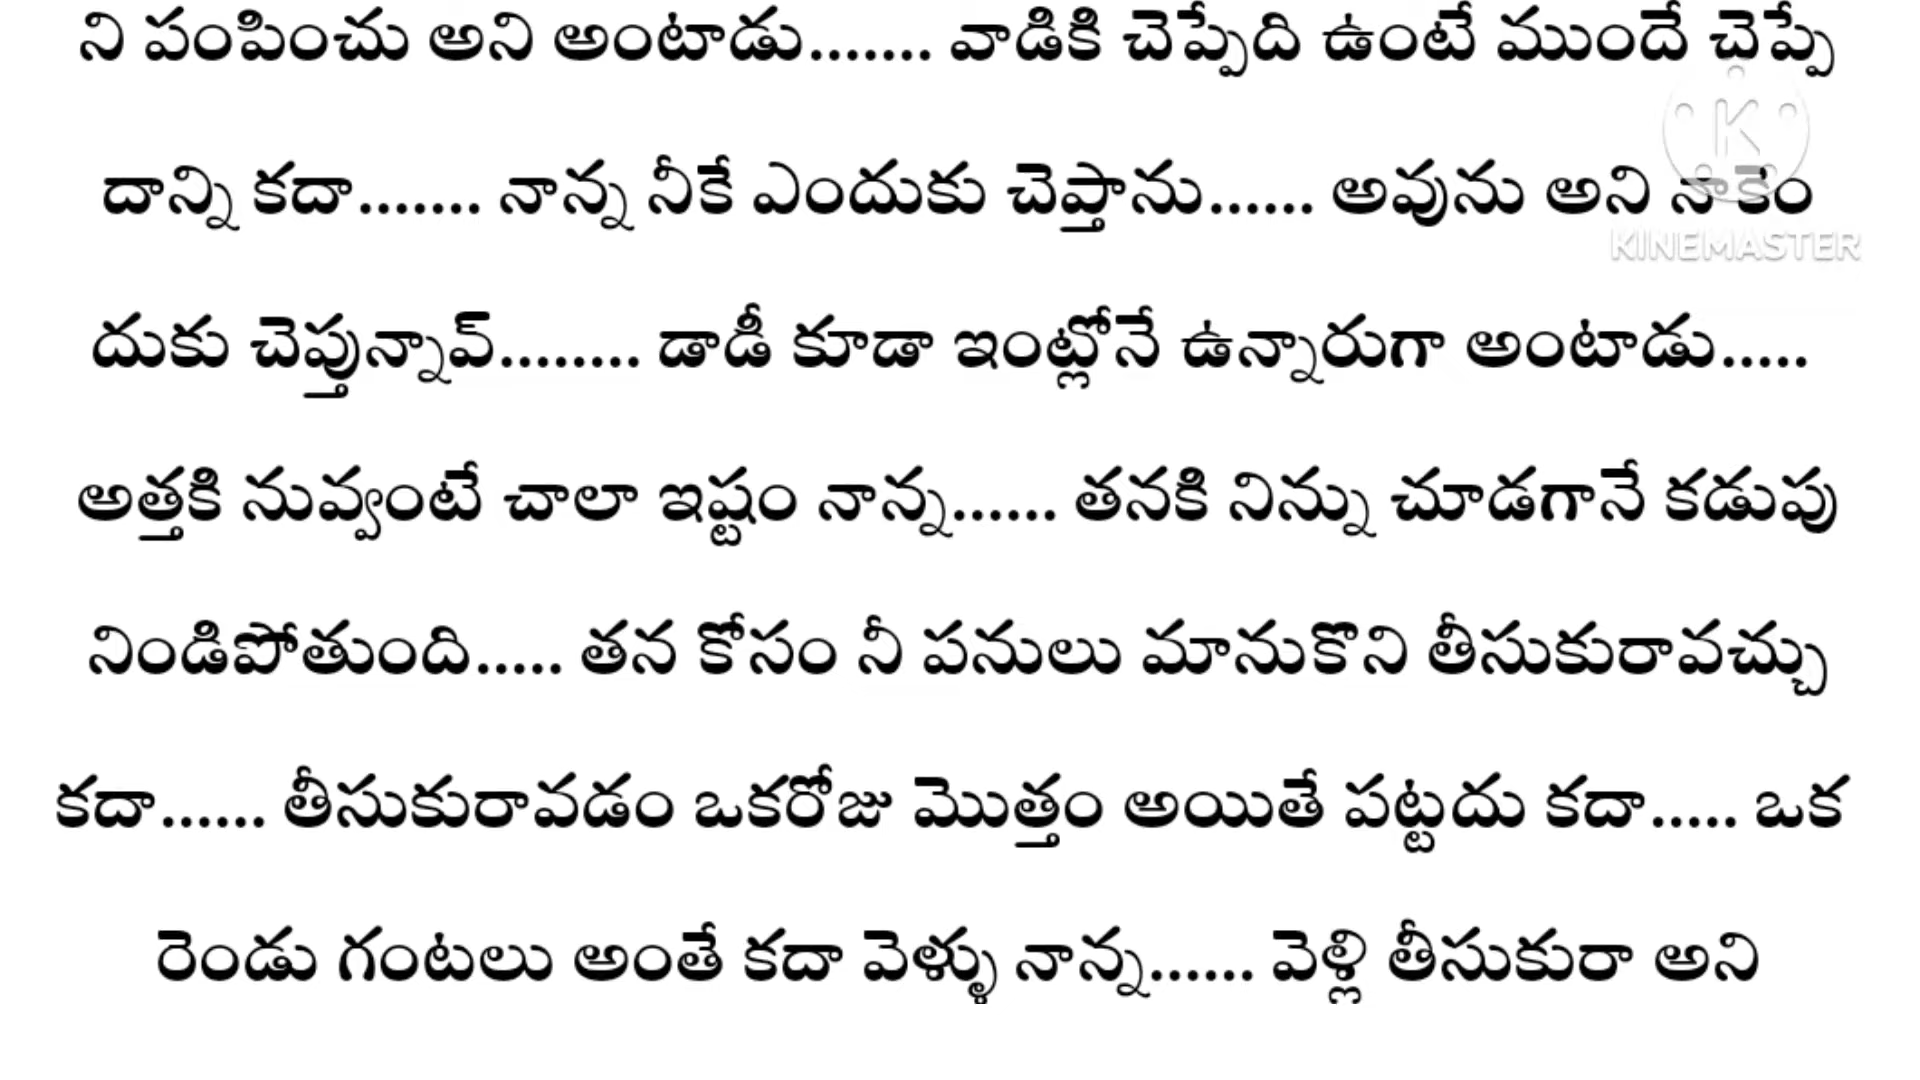 ని పంపించు అని అంటాడు....... వాడికి చెప్పేది ఉంటే ముందే చెప్పే
దాన్ని కదా....... నాన్న నీకే ఎందుకు చెప్తాను...... అవును అని నాకెం
KINEMASTER
దుకు చెప్తున్నావ్........ డాడీ కూడా ఇంట్లోనే ఉన్నారుగా అంటాడు.....
అత్తకి నువ్వంటే చాలా ఇష్టం నాన్న...... తనకి నిన్ను చూడగానే కడుపు
నిండిపోతుంది..... తన కోసం నీ పనులు మానుకొని తీసుకురావచ్చు
కదా...... తీసుకురావడం ఒకరోజు మొత్తం అయితే పట్టదు కదా..... ఒక
రెండు గంటలు అంతే కదా వెళ్ళు నాన్న...... వెళ్లి తీసుకురా అని